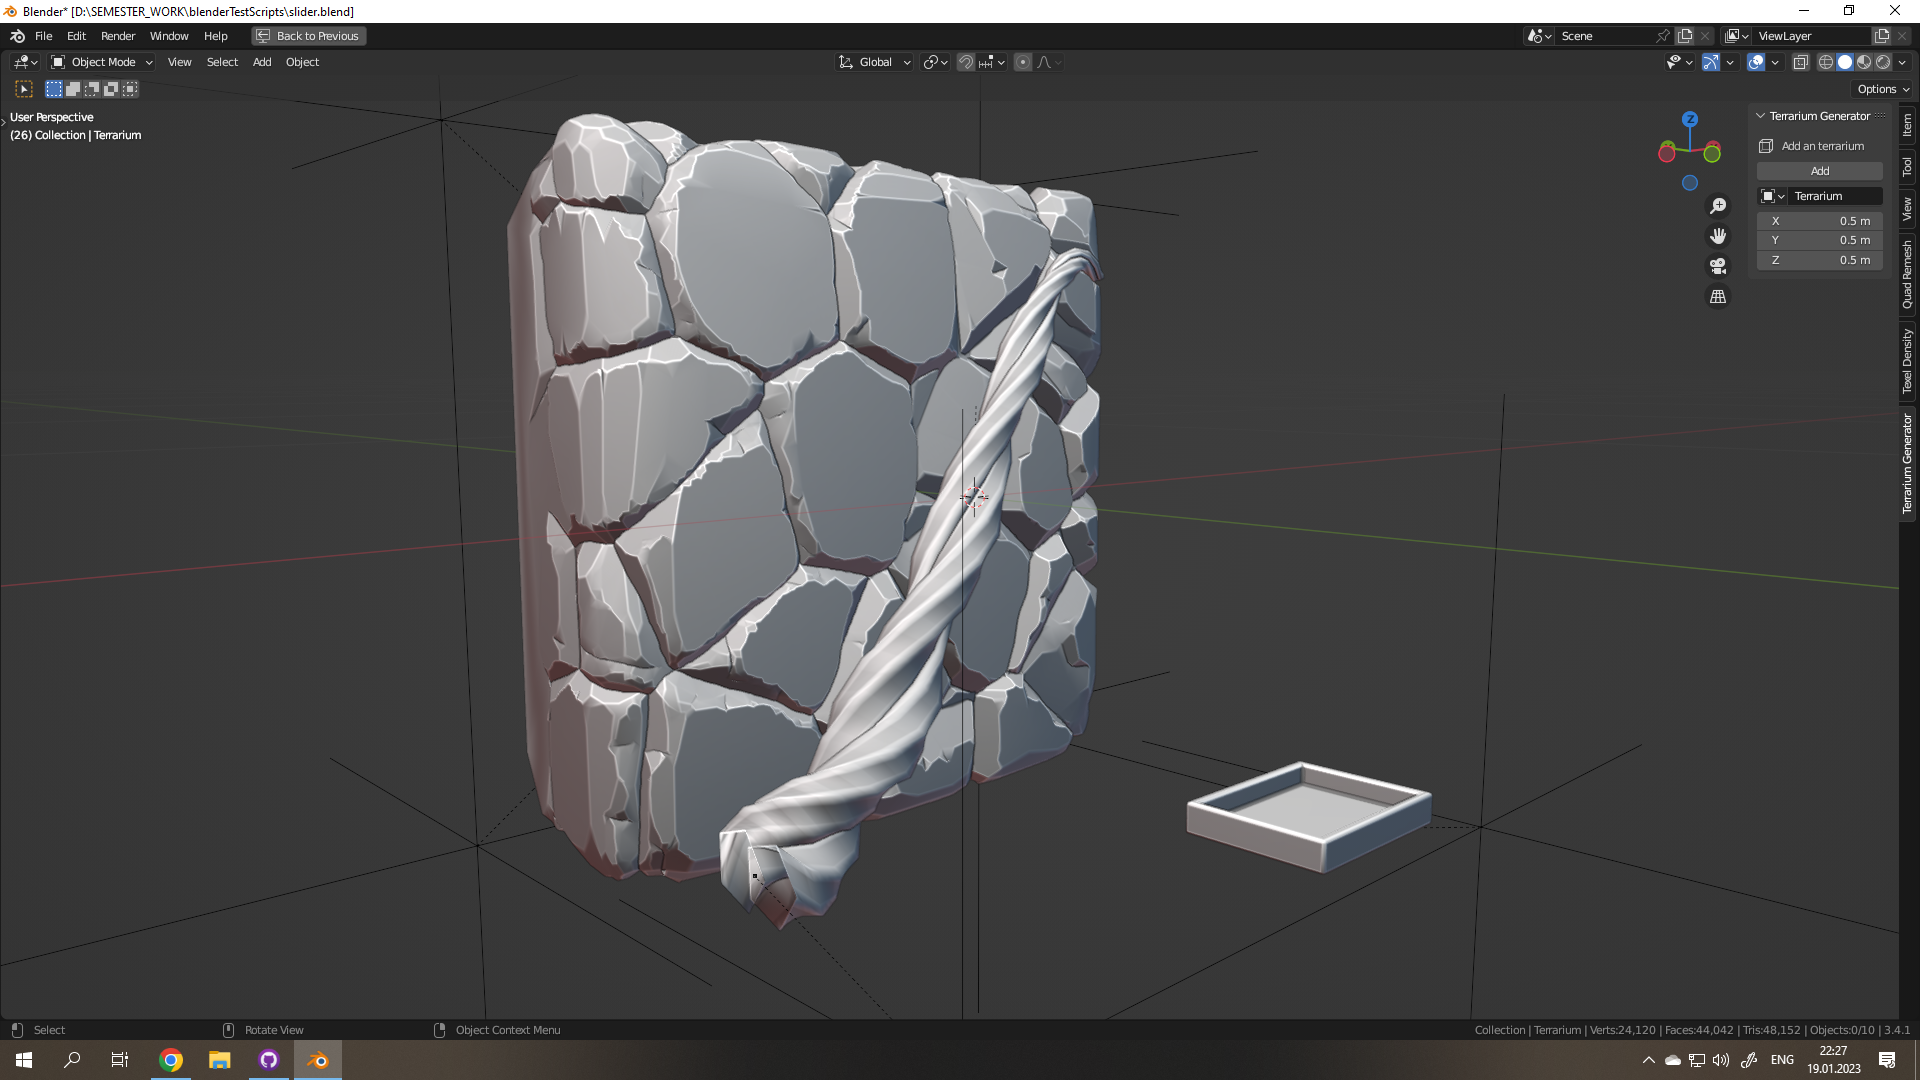 Blender* [D:\SEMESTER_WORK\blenderTestScripts\slider.blend]
File Edit Render Window Help Back to Previous Scene ViewLayer
Object Mode View Select Add Object Global
Options
User Perspective
(26) Collection | Terrarium
Z
Terrarium Generator
Add an terrarium
Add
Terrarium
X 0.5 m
Y 0.5 m
Z 0.5 m
Item
Tool
View
Quad Remesh
Texel Density
Terrarium Generator
Select Rotate View Object Context Menu Collection | Terrarium | Verts:24,120 | Faces:44,042 | Tris:48,152 | Objects:0/10 | 3.4.1
ENG
22:27
19.01.2023